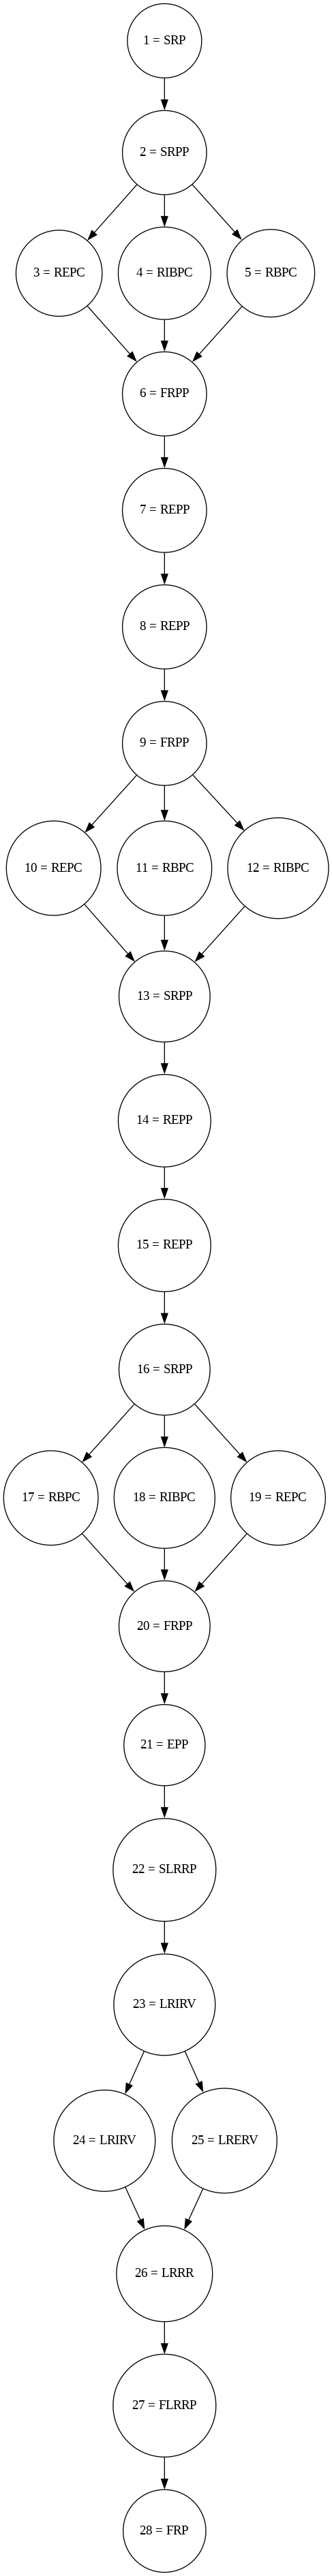 1 = SRP
2 = SRPP
3 = REPC
4 = RIBPC
5 = RBPC
6 = FRPP
7 = REPP
8 = REPP
9 = FRPP
10 = REPC
11 = RBPC
12 = RIBPC
13 = SRPP
14 = REPP
15 = REPP
16 = SRPP
17 = RBPC
18 = RIBPC
19 = REPC
20 = FRPP
21 = EPP
22 = SLRRP
23 = LRIRV
24 = LRIRV
25 = LRERV
26 = LRRR
27 = FLRRP
28 = FRP